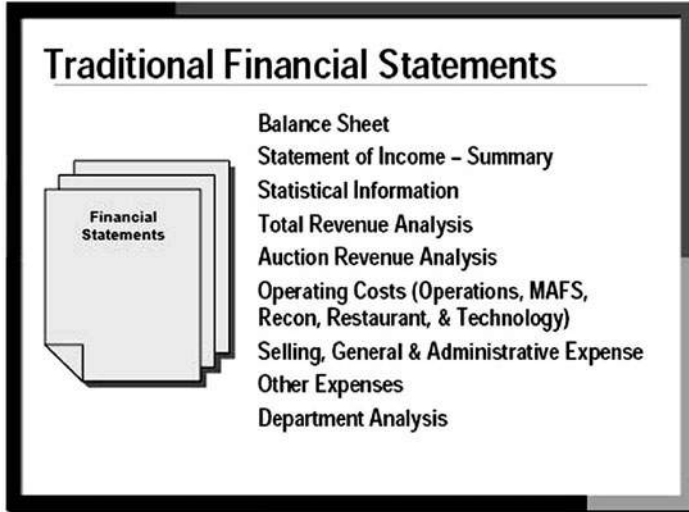 Traditional Financial Statements
Financial
Statements
Balance Sheet
Statement of Income – Summary
Statistical Information
Total Revenue Analysis
Auction Revenue Analysis
Operating Costs (Operations, MAFS,
Recon, Restaurant, & Technology)
Selling, General & Administrative Expense
Other Expenses
Department Analysis